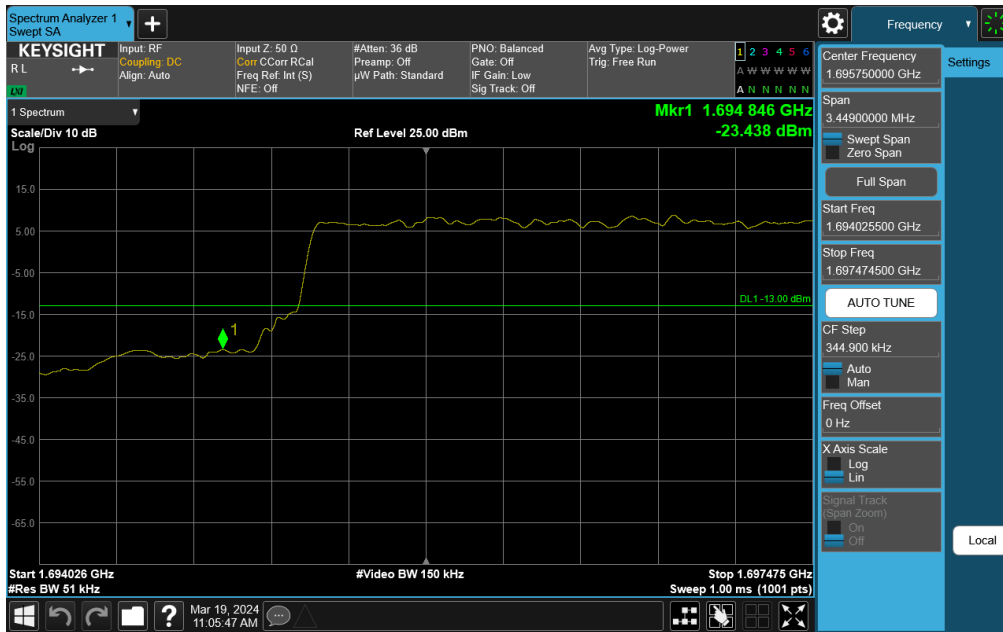 Spectrum Analyzer 1
Swept SA
+
Frequency
KEYSIGHT
RL
LXI
Input: RF
Coupling: DC
Align: Auto
Input Z: 50 Ω
Corr CCorr RCal
Freq Ref: Int (S)
NFE: Off
#Atten: 36 dB
Preamp: Off
µW Path: Standard
PNO: Balanced
Gate: Off
IF Gain: Low
Sig Track: Off
Avg Type: Log-Power
Trig: Free Run
1 2 3 4 5 6
A W W W W W
A N N N N N
1 Spectrum
Scale/Div 10 dB
Log
Ref Level 25.00 dBm
Mkr1 1.694 846 GHz
-23.438 dBm
15.0
5.00
-5.00
-15.0
-25.0
-35.0
-45.0
-55.0
-65.0
DL1 -13.00 dBm
1
Start 1.694026 GHz
#Res BW 51 kHz
#Video BW 150 kHz
Stop 1.697475 GHz
Sweep 1.00 ms (1001 pts)
Center Frequency
1.695750000 GHz
Span
3.44900000 MHz
Swept Span
Zero Span
Full Span
Start Freq
1.694025500 GHz
Stop Freq
1.697474500 GHz
AUTO TUNE
CF Step
344.900 kHz
Auto
Man
Freq Offset
0 Hz
X Axis Scale
Log
Lin
Signal Track
(Span Zoom)
On
Off
Settings
Local
?
Mar 19, 2024
11:05:47 AM